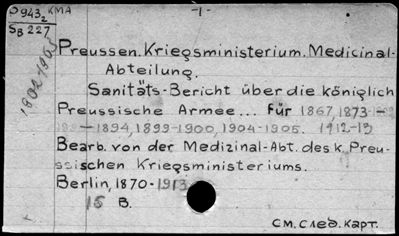 О 943₂ КМА
SB 227
-1-
1902-1903
Preussen. Kriegsministerium. Medicinal-
Abteilung.
Sanitäts-Bericht über die königlich
Preussische Armee... für 1867, 1873-
-1894, 1899-1900, 1904-1905. 1912-13
Bearb. von der Medizinal-Abt. des k. Preu-
ssischen Kriegsministeriums.
Berlin, 1870-1913
15 B.
см. след. карт.